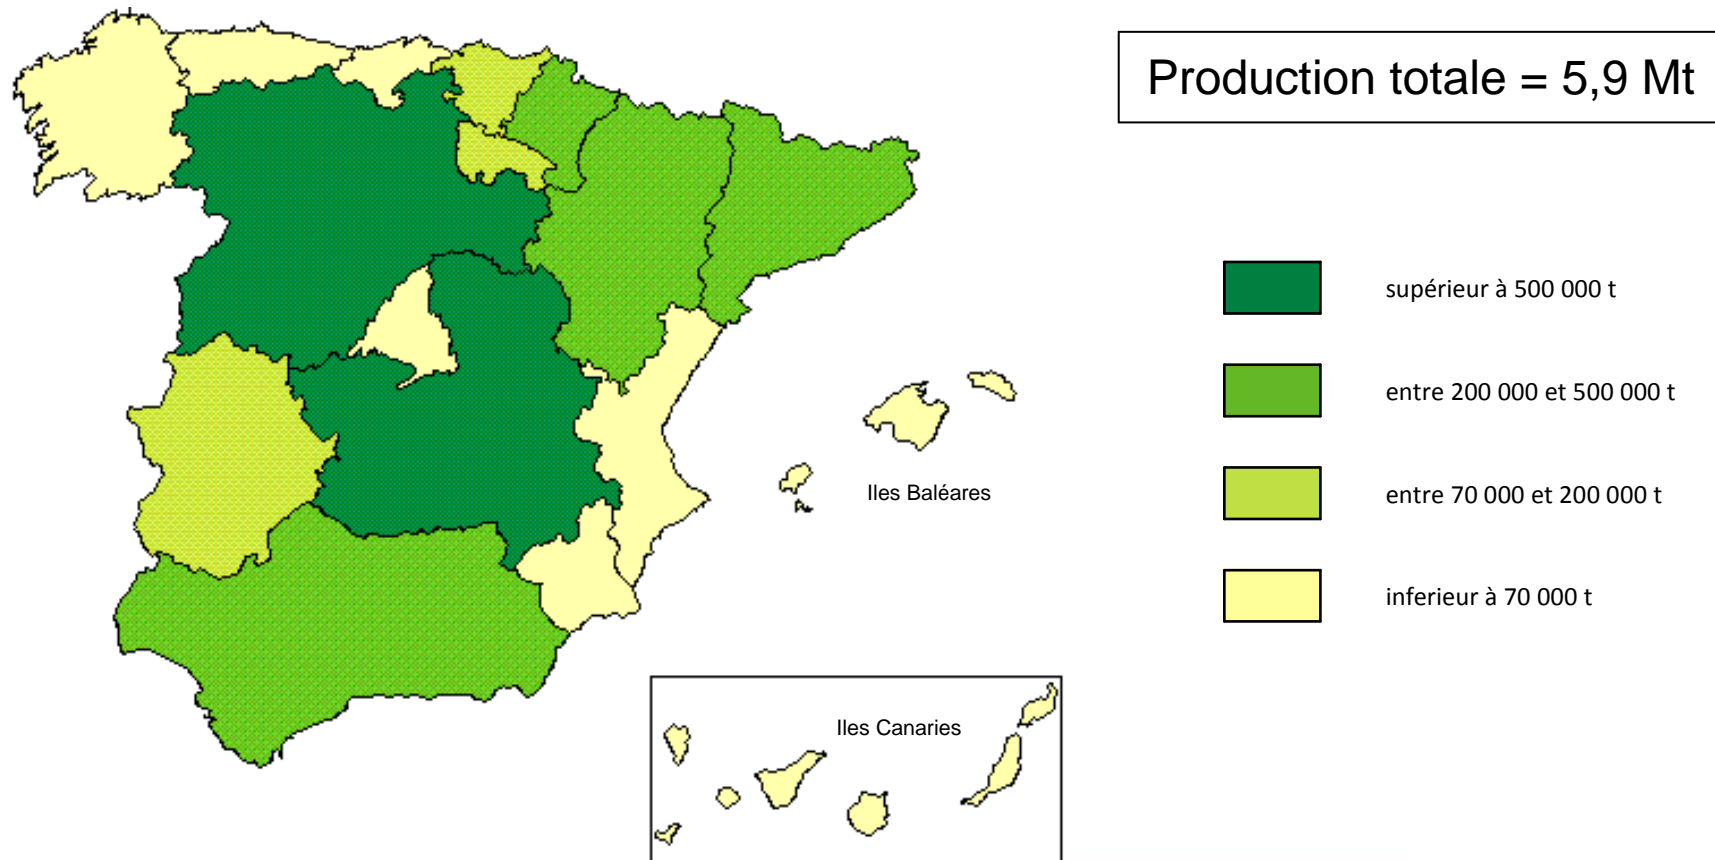 Production totale = 5,9 Mt
supérieur à 500 000 t
entre 200 000 et 500 000 t
entre 70 000 et 200 000 t
inferieur à 70 000 t
Iles Baléares
Iles Canaries